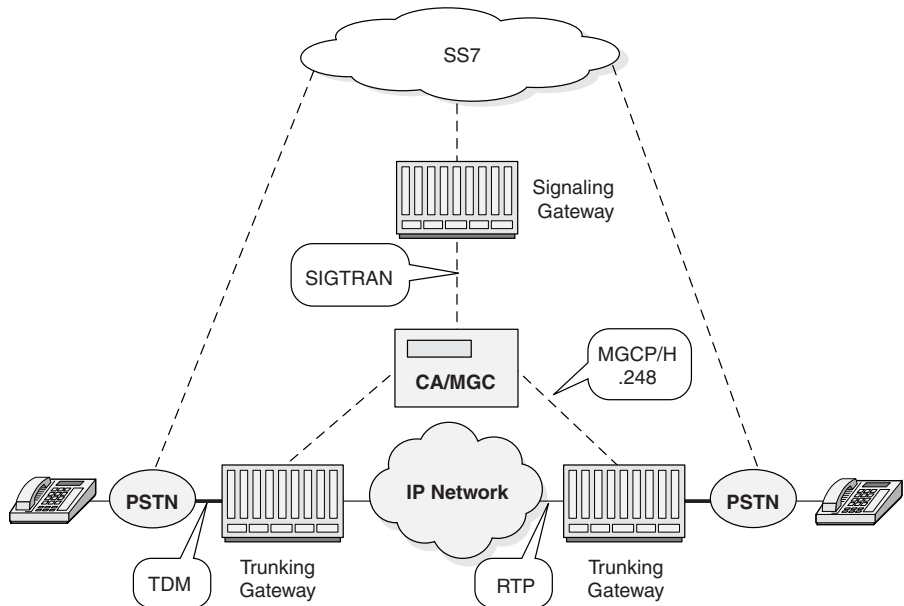 SS7
Signaling
Gateway
SIGTRAN
MGCP/H
.248
CA/MGC
PSTN
IP Network
PSTN
TDM
Trunking
Gateway
RTP
Trunking
Gateway